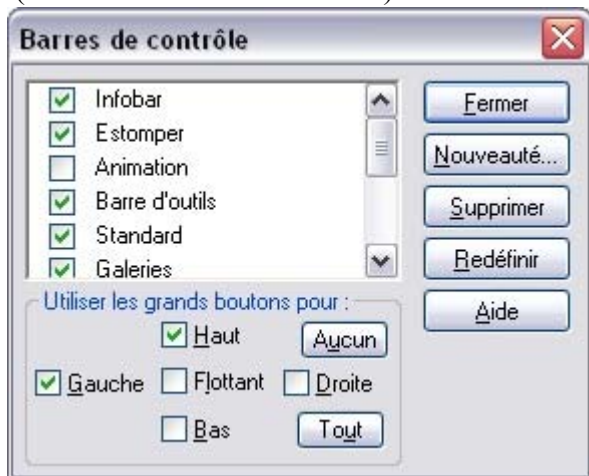 Barres de contrôle
Infobar
Estomper
Animation
Barre d'outils
Standard
Galeries
Fermer
Nouveauté...
Supprimer
Redéfinir
Aide
Utiliser les grands boutons pour :
Haut
Aucun
Gauche
Flottant
Droite
Bas
Tout